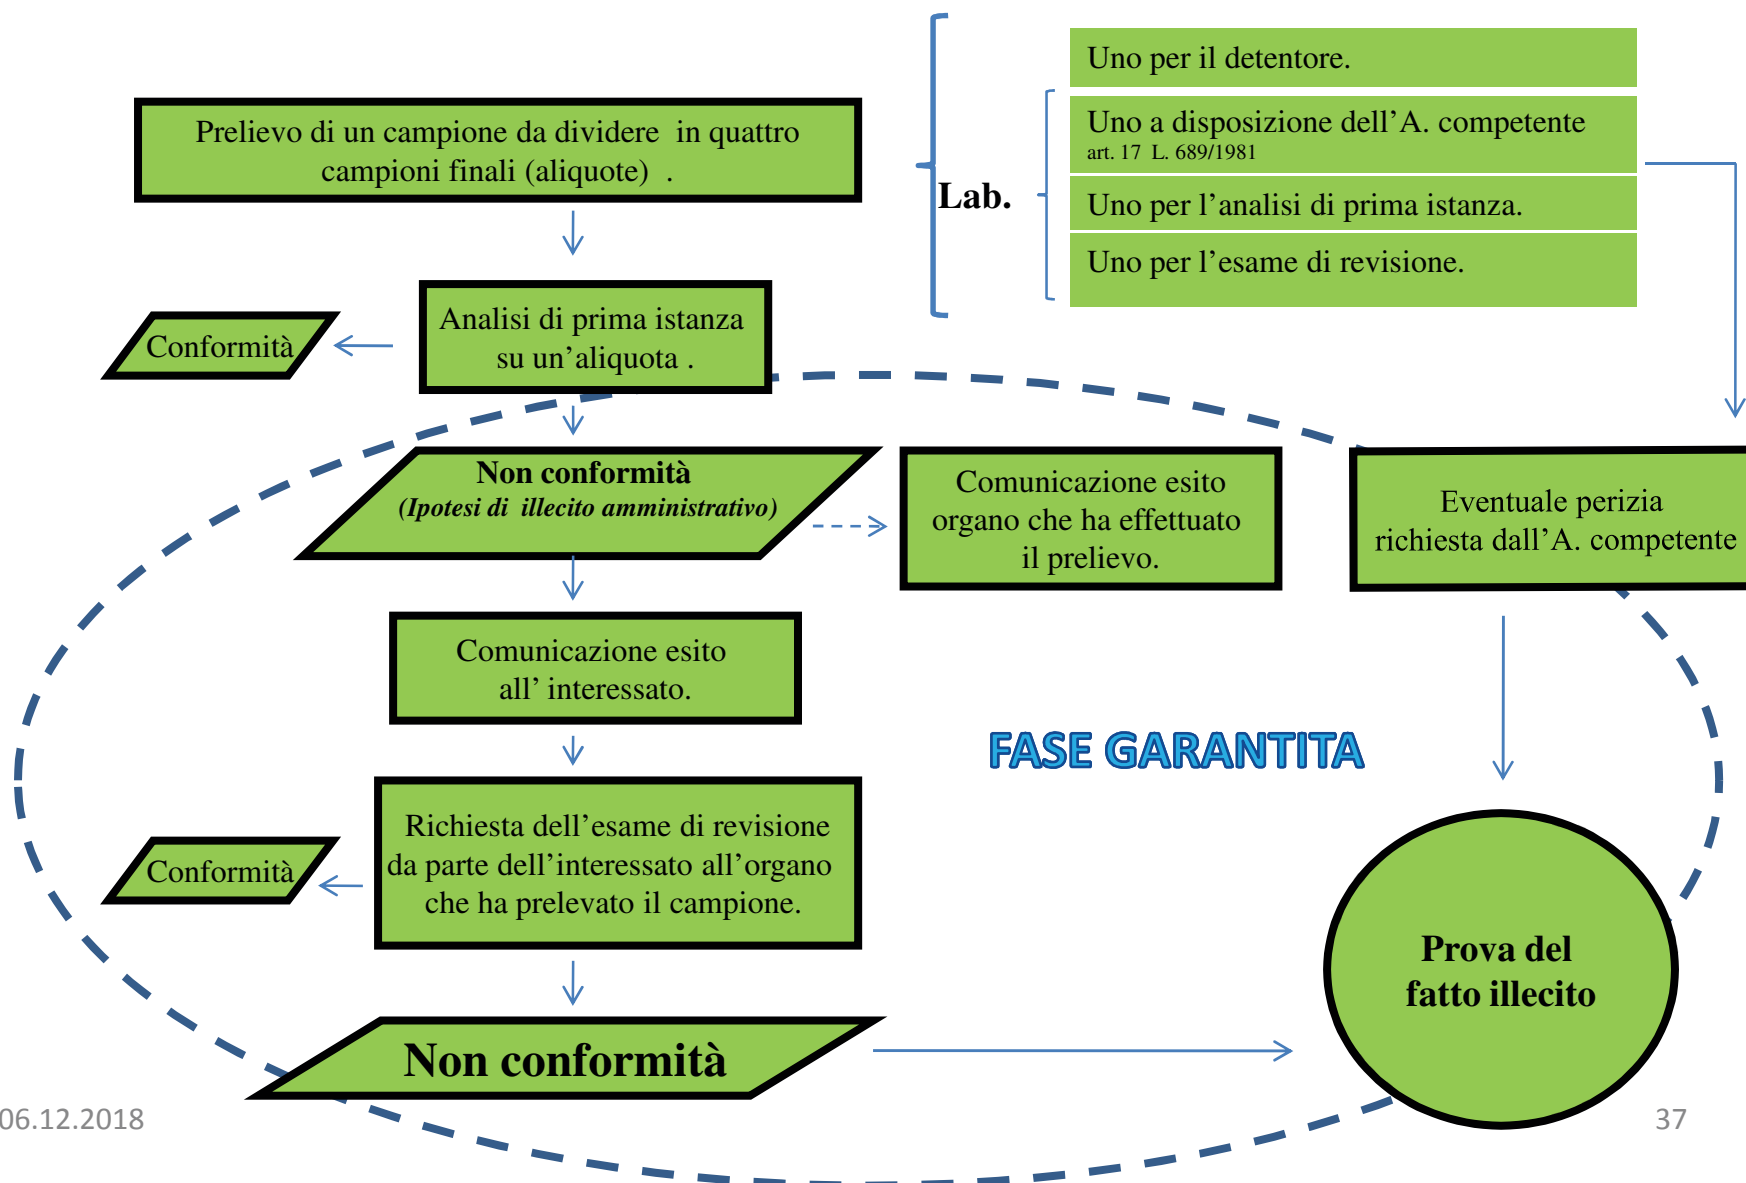 Uno per il detentore.
Prelievo di un campione da dividere in quattro
campioni finali (aliquote) .
Uno a disposizione dell'A. competente
art. 17 L. 689/1981
Lab.
Uno per l'analisi di prima istanza.
Uno per l'esame di revisione.
Analisi di prima istanza
su un'aliquota .
Conformità
Non conformità
(Ipotesi di illecito amministrativo)
Comunicazione esito
organo che ha effettuato
il prelievo.
Eventuale perizia
richiesta dall'A. competente
Comunicazione esito
all' interessato.
FASE GARANTITA
Richiesta dell'esame di revisione
da parte dell'interessato all'organo
che ha prelevato il campione.
Conformità
Prova del
fatto illecito
Non conformità
06.12.2018
37